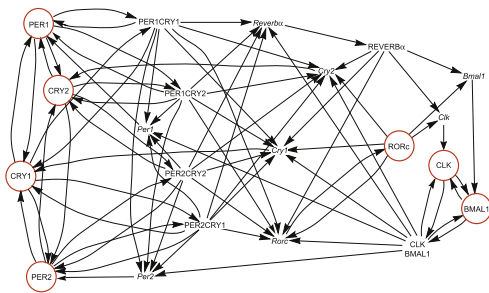 PER1
PER1CRY1
Reverbα
REVERBα
CRY2
PER1CRY2
Cry2
Bmal1
Per1
Clk
CRY1
PER2CRY2
Cry1
RORc
CLK
PER2CRY1
BMAL1
PER2
Per2
Rorc
CLK
BMAL1